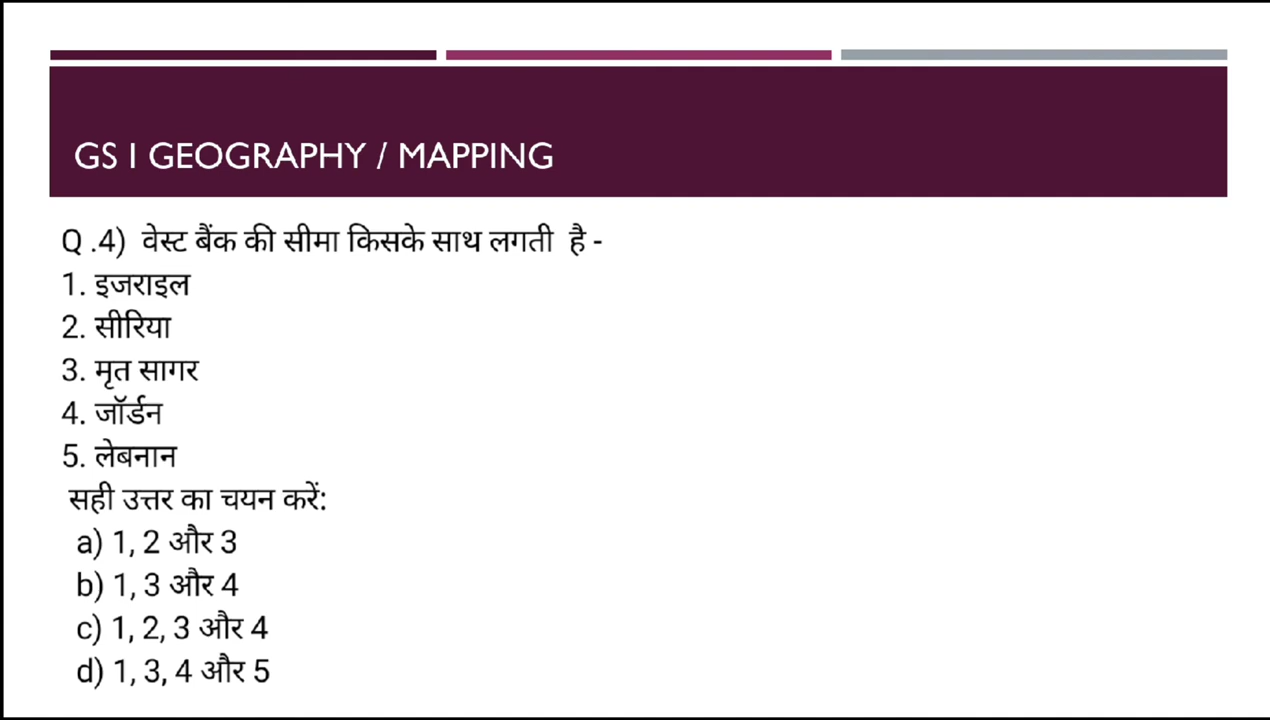 GS I GEOGRAPHY / MAPPING
Q .4) वेस्ट बैंक की सीमा किसके साथ लगती है -
1. इजराइल
2. सीरिया
3. मृत सागर
4. जॉर्डन
5. लेबनान
सही उत्तर का चयन करें:
a) 1, 2 और 3
b) 1, 3 और 4
c) 1, 2, 3 और 4
d) 1, 3, 4 और 5